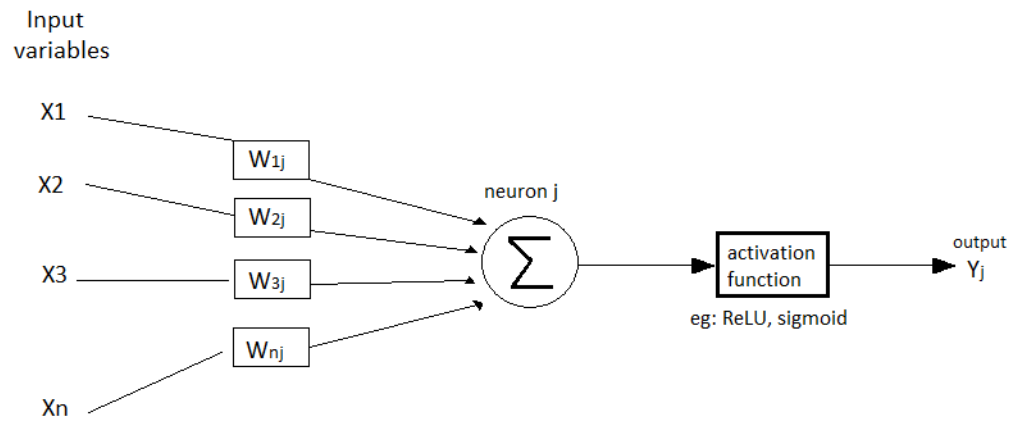 Input
variables
X1
W1j
X2
W2j
X3
W3j
Xn
Wnj
neuron j
∑
activation
function
eg: ReLU, sigmoid
output
Yj